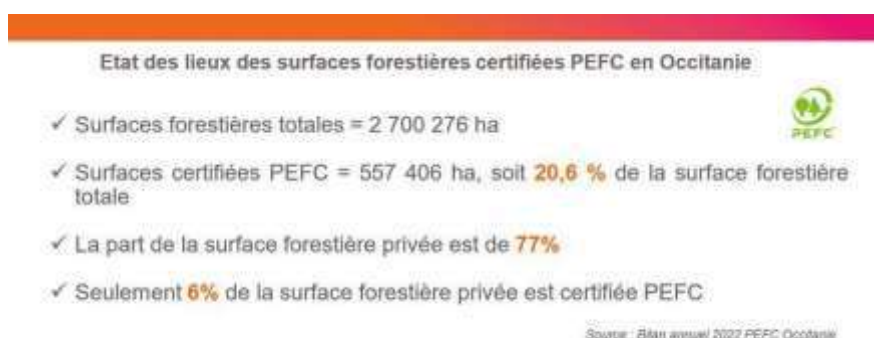 Etat des lieux des surfaces forestières certifiées PEFC en Occitanie
PEFC
✓ Surfaces forestières totales = 2 700 276 ha
✓ Surfaces certifiées PEFC = 557 406 ha, soit 20,6 % de la surface forestière
totale
✓ La part de la surface forestière privée est de 77%
✓ Seulement 6% de la surface forestière privée est certifiée PEFC
Source : Bilan annuel 2022 PEFC Occitanie